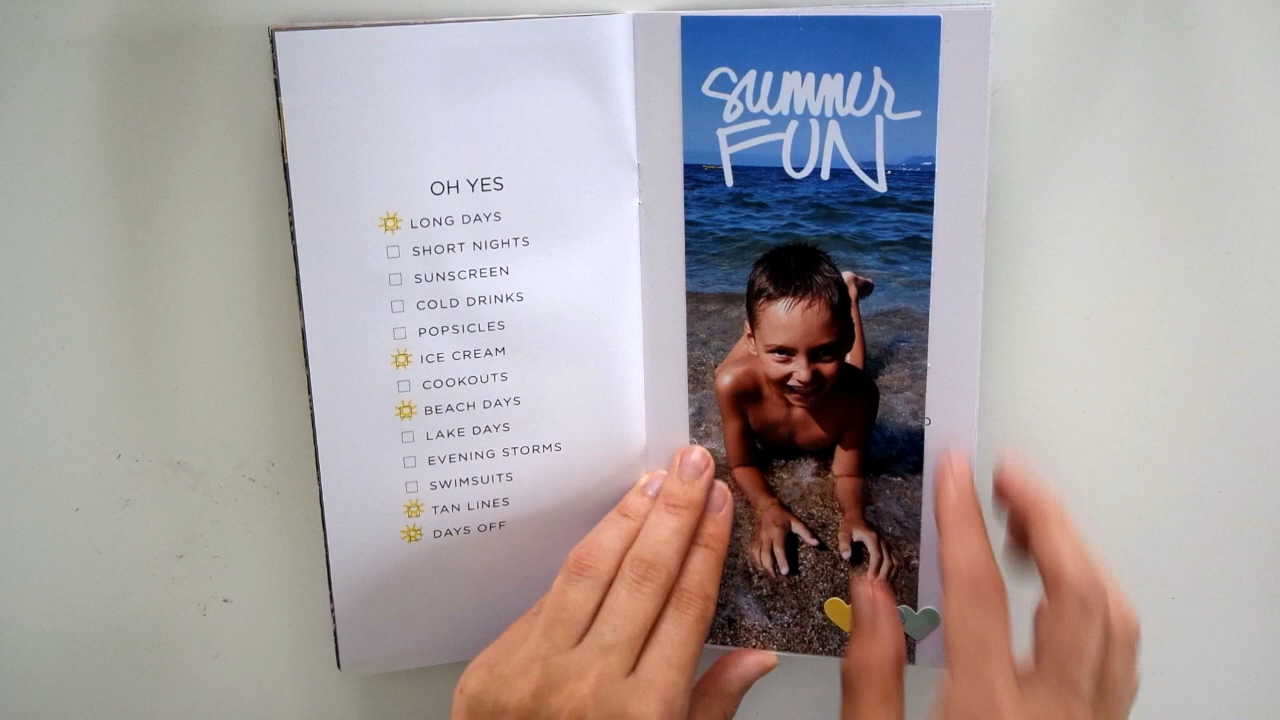 OH YES
LONG DAYS
SHORT NIGHTS
SUNSCREEN
COLD DRINKS
POPSICLES
ICE CREAM
COOKOUTS
BEACH DAYS
LAKE DAYS
EVENING STORMS
SWIMSUITS
TAN LINES
DAYS OFF
summer
FUN